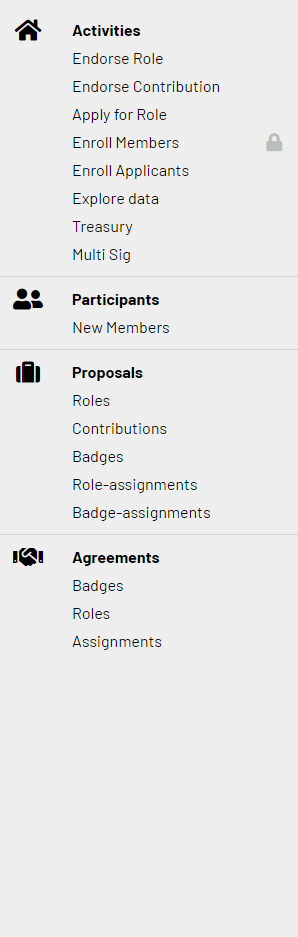 Activities
Endorse Role
Endorse Contribution
Apply for Role
Enroll Members
Enroll Applicants
Explore data
Treasury
Multi Sig
Participants
New Members
Proposals
Roles
Contributions
Badges
Role-assignments
Badge-assignments
Agreements
Badges
Roles
Assignments